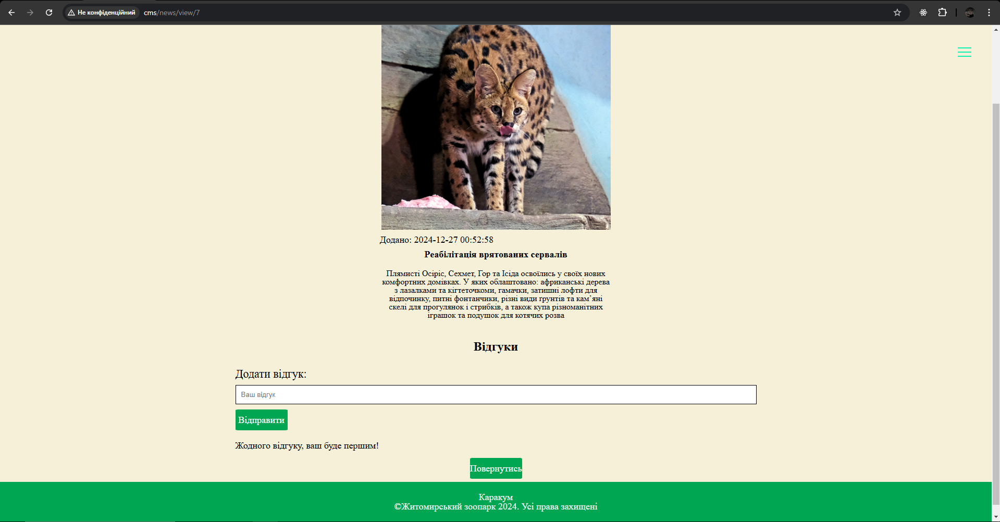 Не конфіденційний cms/news/view/7
Додано: 2024-12-27 00:52:58
Реабілітація врятованих сервалів
Плямисті Осіріс, Сехмет, Гор та Ісіда освоїлись у своїх нових
комфортних домівках. У яких облаштовано: африканські дерева
з лазалками та кігтеточкоми, гамачки, затишні лофти для
відпочинку, питні фонтанчики, різні види ґрунтів та кам’яні
скелі для прогулянок і стрибків, а також купа різноманітних
іграшок та подушок для котячих розва
Відгуки
Додати відгук:
Ваш відгук
Відправити
Жодного відгуку, ваш буде першим!
Повернутись
Каракум
©Житомирський зоопарк 2024. Усі права захищені